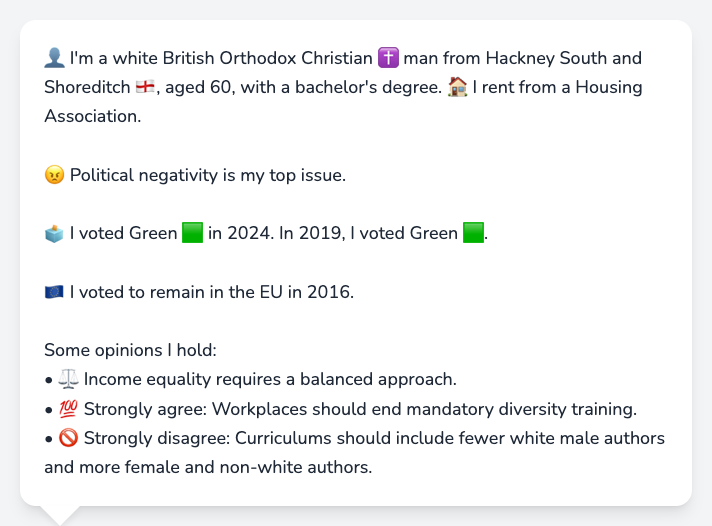 👤 I'm a white British Orthodox Christian ✝️ man from Hackney South and
Shoreditch 🏴󠁧󠁢󠁥󠁮󠁧󠁿, aged 60, with a bachelor's degree. 🏠 I rent from a Housing
Association.
😠 Political negativity is my top issue.
🗳️ I voted Green 🟩 in 2024. In 2019, I voted Green 🟩.
🇪🇺 I voted to remain in the EU in 2016.
Some opinions I hold:
• ⚖️ Income equality requires a balanced approach.
• 💯 Strongly agree: Workplaces should end mandatory diversity training.
• 🚫 Strongly disagree: Curriculums should include fewer white male authors
and more female and non-white authors.